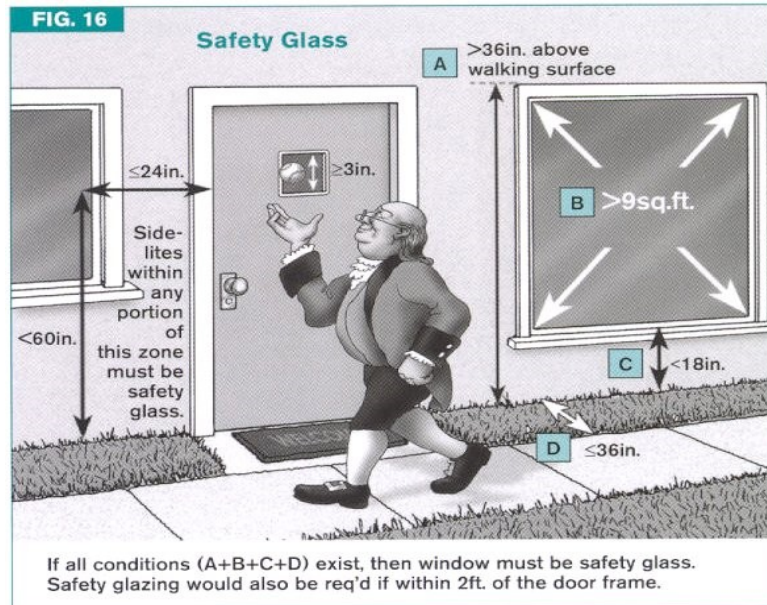 FIG. 16
Safety Glass
A
>36in. above
walking surface
≤24in.
≥3in.
B
>9sq.ft.
Side-
lites
within
any
portion
of
this zone
must be
safety
glass.
<60in.
C
<18in.
WELCOME
D
≤36in.
If all conditions (A+B+C+D) exist, then window must be safety glass.
Safety glazing would also be req'd if within 2ft. of the door frame.